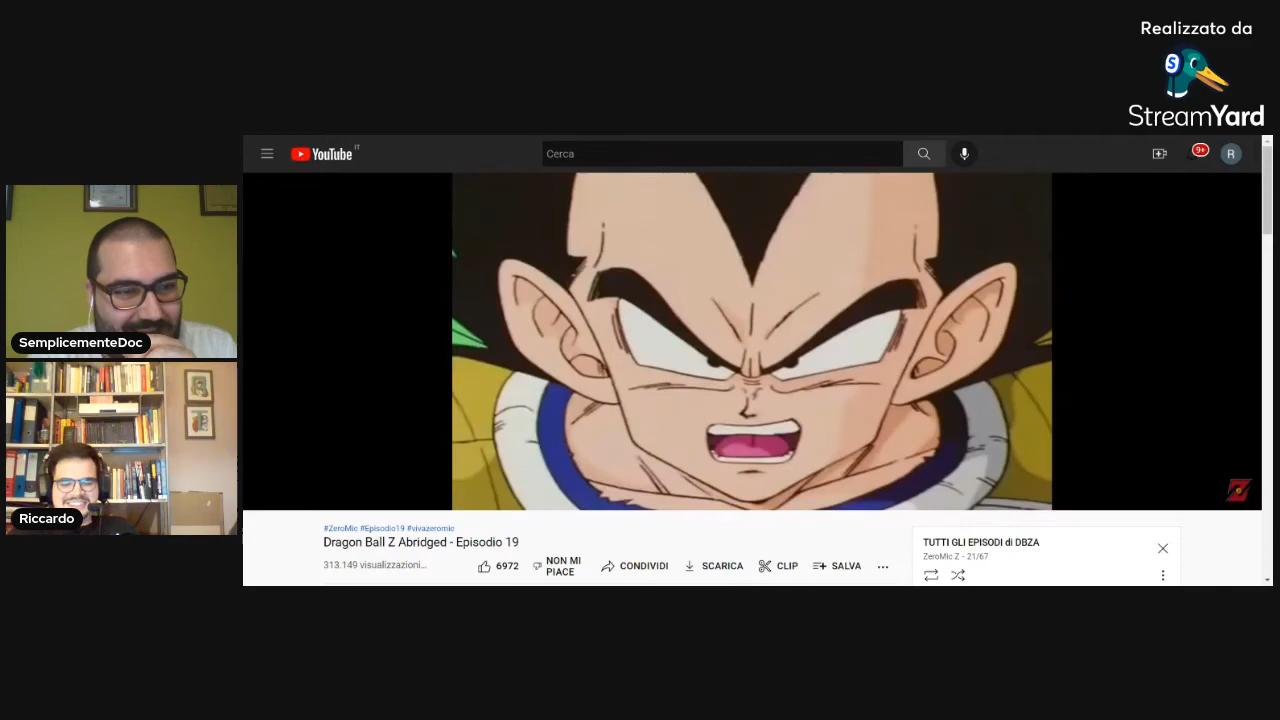 Realizzato da
S
StreamYard
YouTube IT
Cerca
9+
R
SemplicementeDoc
Riccardo
#ZeroMic #Episodio19 #vivazeromic
Dragon Ball Z Abridged - Episodio 19
313.149 visualizzazioni...
6972
NON MI PIACE
CONDIVIDI
SCARICA
CLIP
SALVA
TUTTI GLI EPISODI di DBZA
ZeroMic Z - 21/67